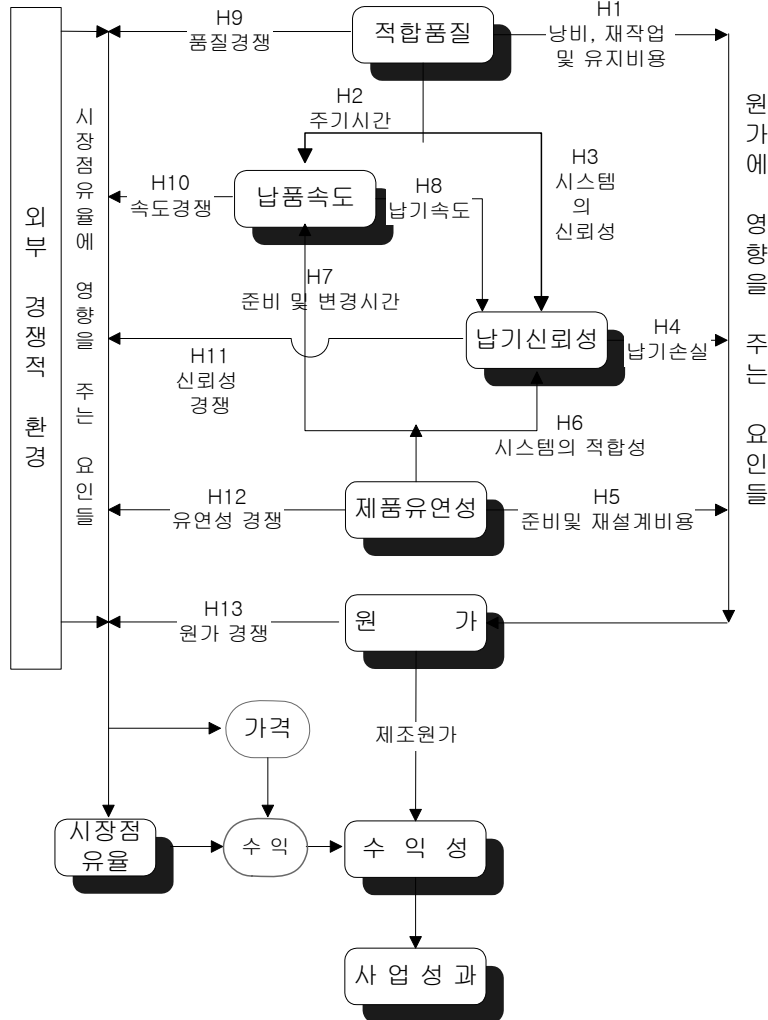 H9
품질경쟁
적합품질
H1
낭비, 재작업
및 유지비용
H2
주기시간
H3
시스템
의
신뢰성
H10
속도경쟁
납품속도
H8
납기속도
H7
준비 및 변경시간
납기신뢰성
H4
납기손실
H11
신뢰성
경쟁
H6
시스템의 적합성
H12
유연성 경쟁
제품유연성
H5
준비및 재설계비용
H13
원가 경쟁
원 가
외부 경쟁적 환경
시장점유율에 영향을 주는 요인들
원가에 영향을 주는 요인들
가격
제조원가
시장점
유율
수 익
수 익 성
사 업 성 과